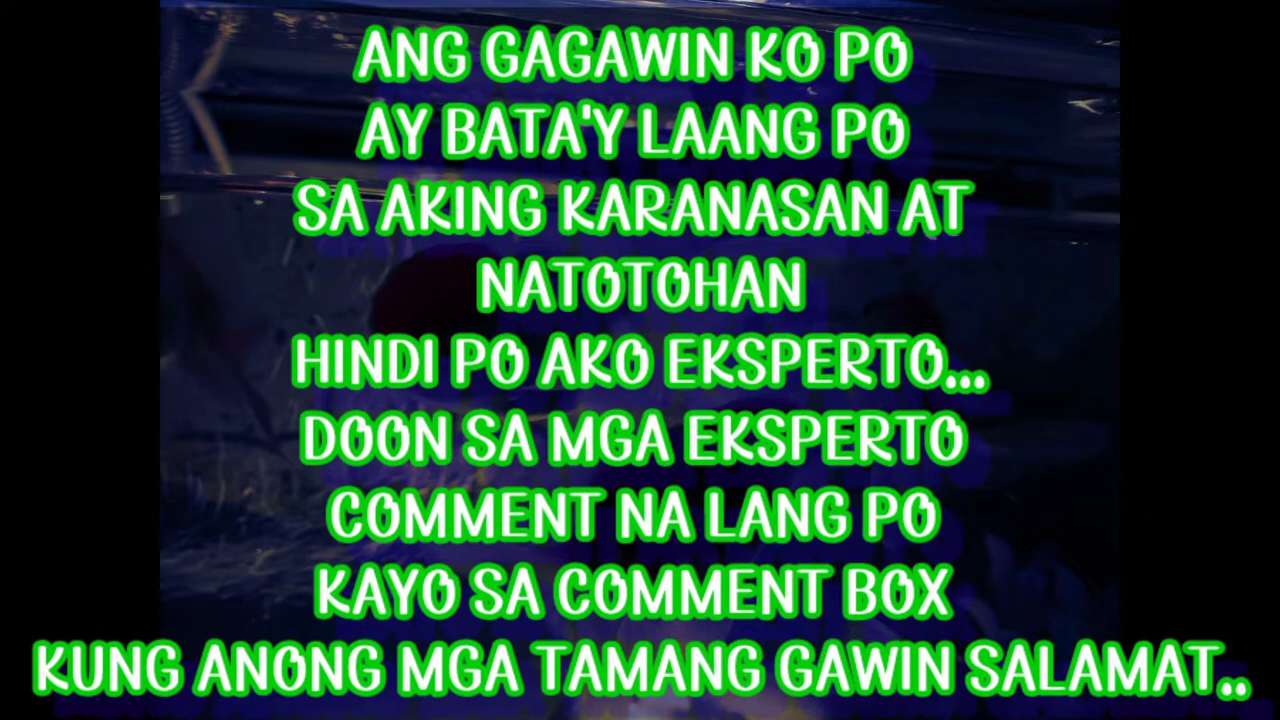 ANG GAGAWIN KO PO
AY BATA'Y LAANG PO
SA AKING KARANASAN AT
NATOTOHAN
HINDI PO AKO EKSPERTO...
DOON SA MGA EKSPERTO
COMMENT NA LANG PO
KAYO SA COMMENT BOX
KUNG ANONG MGA TAMANG GAWIN SALAMAT..